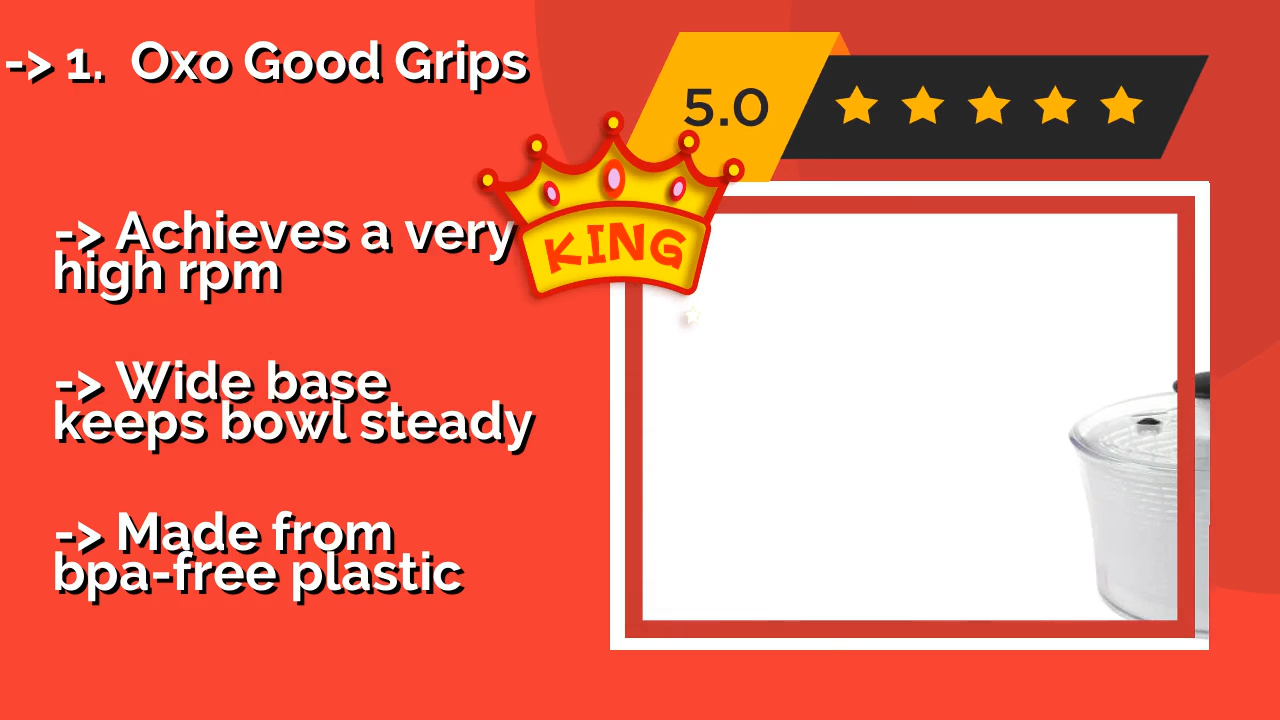 -> 1.  Oxo Good Grips
5.0
KING
-> Achieves a very
high rpm
-> Wide base
keeps bowl steady
-> Made from
bpa-free plastic